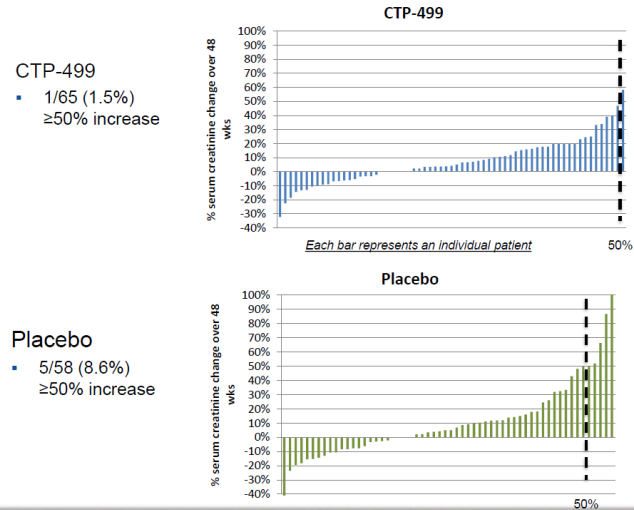 CTP-499
CTP-499
▪ 1/65 (1.5%)
≥50% increase
% serum creatinine change over 48
wks
100%
90%
80%
70%
60%
50%
40%
30%
20%
10%
0%
-10%
-20%
-30%
-40%
Each bar represents an individual patient
50%
Placebo
Placebo
▪ 5/58 (8.6%)
≥50% increase
% serum creatinine change over 48
wks
100%
90%
80%
70%
60%
50%
40%
30%
20%
10%
0%
-10%
-20%
-30%
-40%
50%